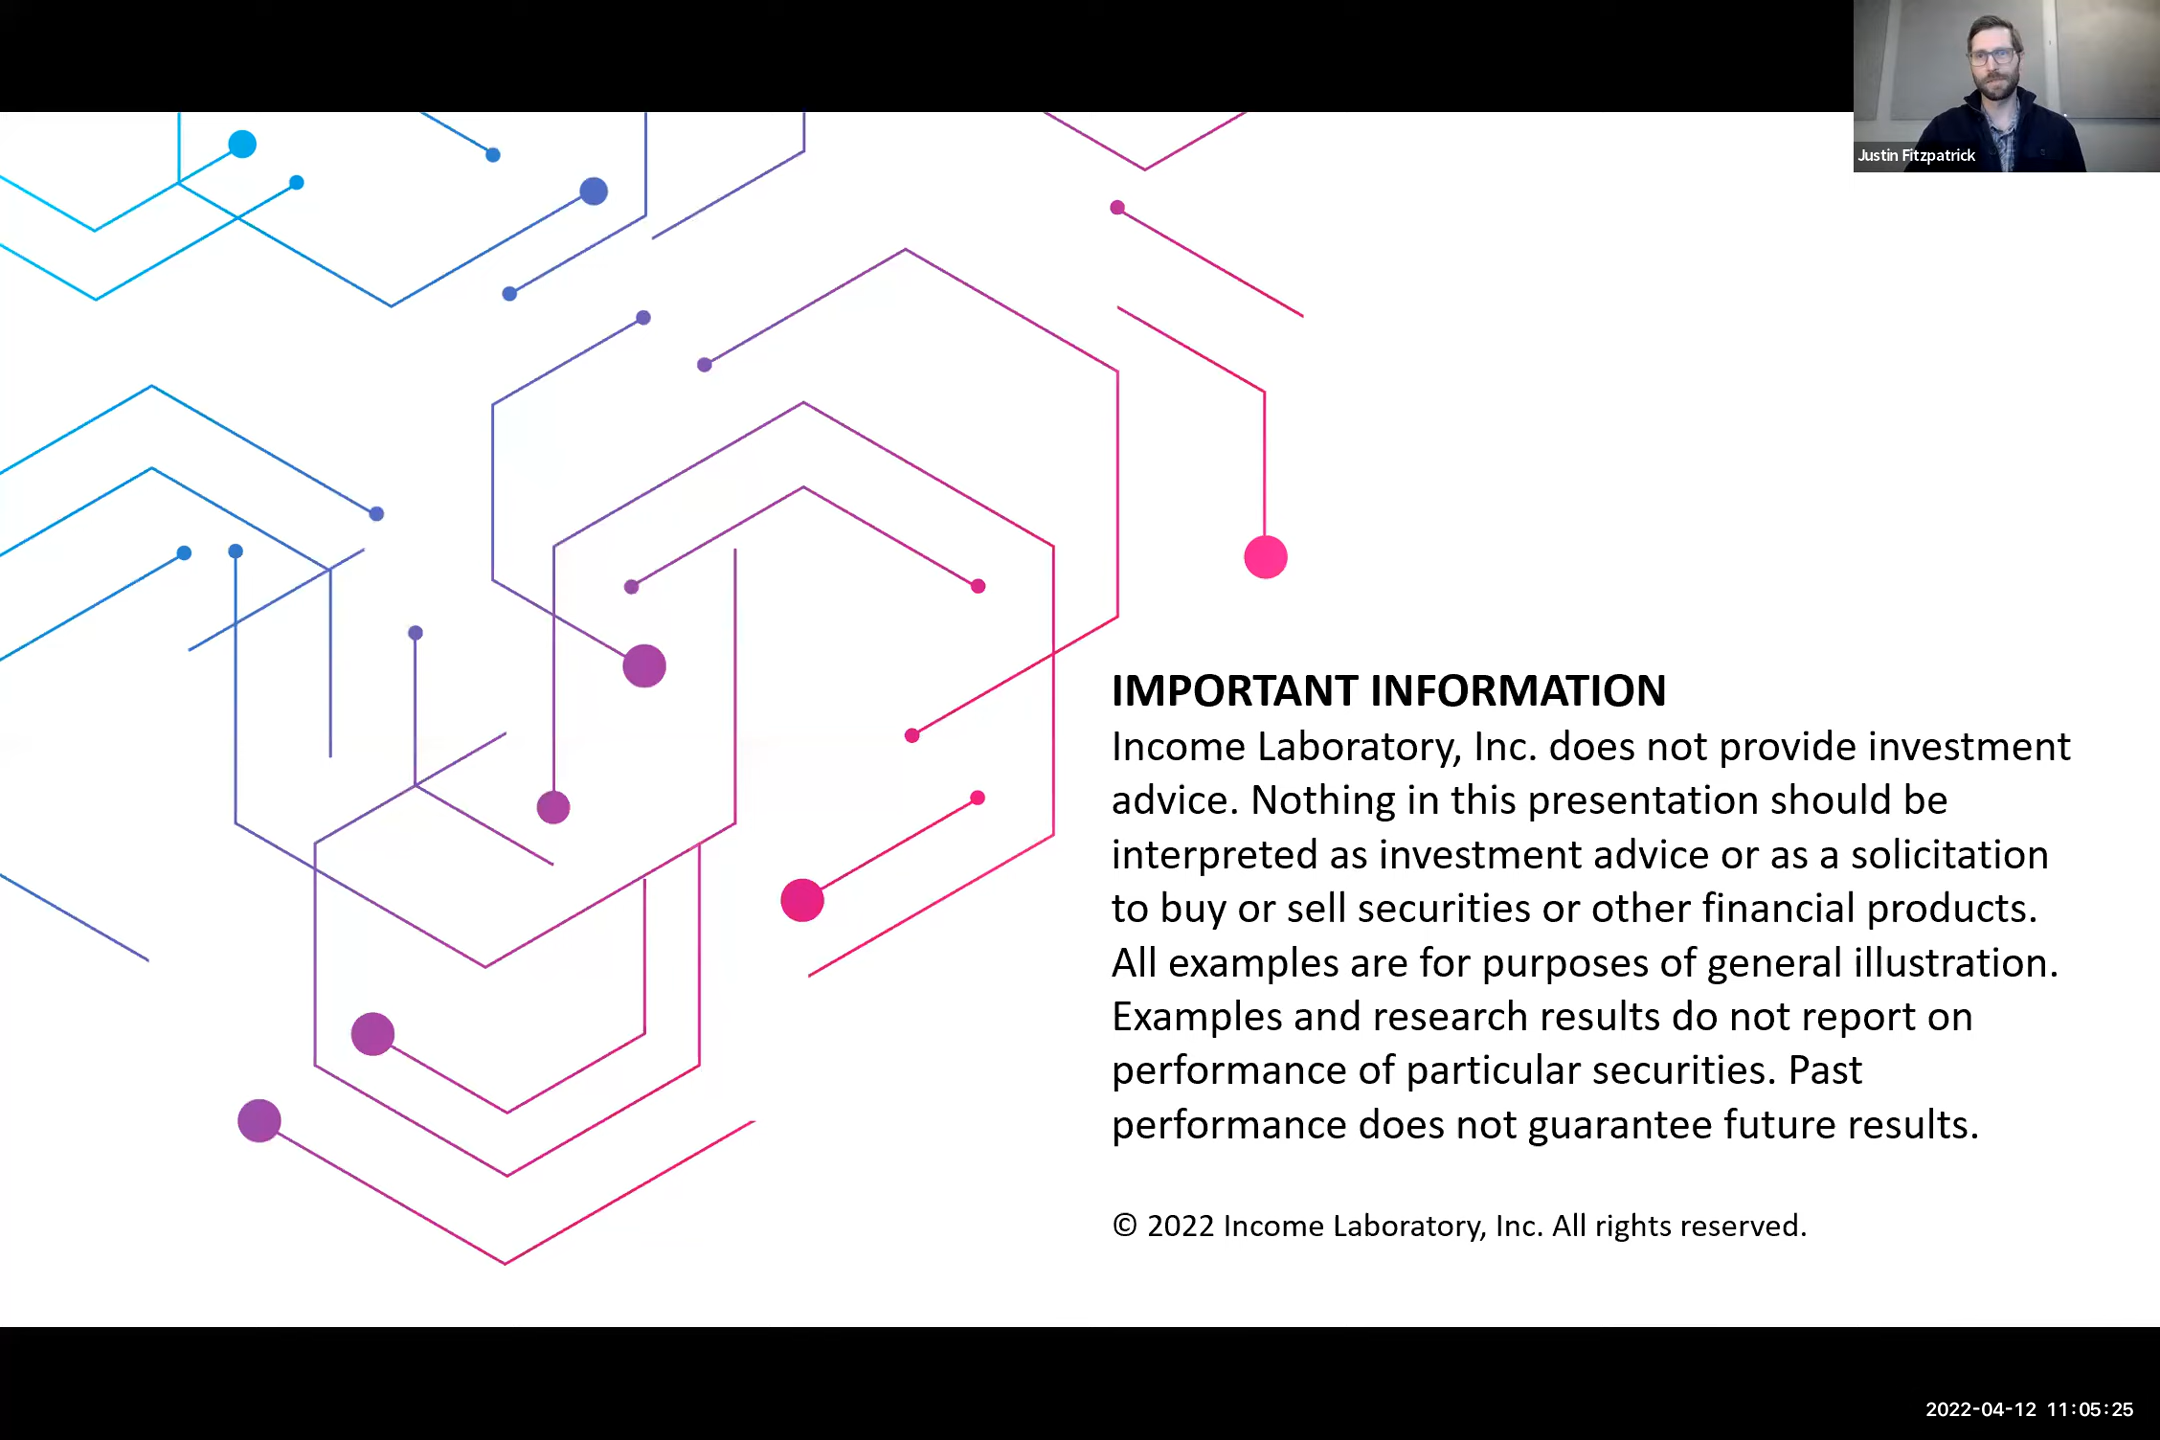 Justin Fitzpatrick
IMPORTANT INFORMATION
Income Laboratory, Inc. does not provide investment
advice. Nothing in this presentation should be
interpreted as investment advice or as a solicitation
to buy or sell securities or other financial products.
All examples are for purposes of general illustration.
Examples and research results do not report on
performance of particular securities. Past
performance does not guarantee future results.
© 2022 Income Laboratory, Inc. All rights reserved.
2022-04-12 11:05:25